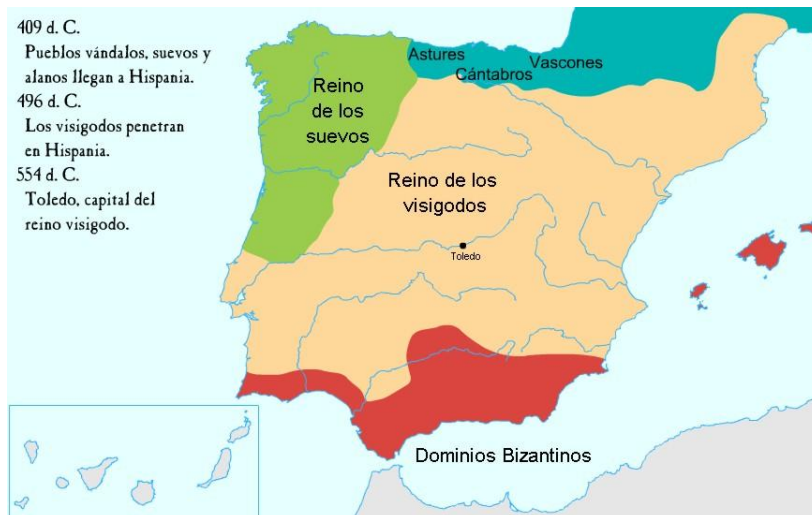 409 d. C.
Pueblos vándalos, suevos y
alanos llegan a Hispania.
496 d. C.
Los visigodos penetran
en Hispania.
554 d. C.
Toledo, capital del
reino visigodo.
Astures
Cántabros
Vascones
Reino
de los
suevos
Reino de los
visigodos
Toledo
Dominios Bizantinos